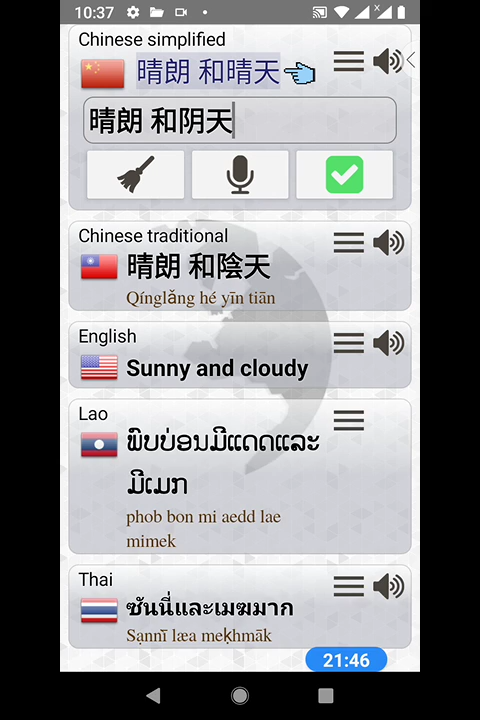 10:37
Chinese simplified
晴朗 和晴天
晴朗 和阴天
Chinese traditional
晴朗 和陰天
Qínglǎng hé yīn tiān
English
Sunny and cloudy
Lao
ພົບບ່ອນມີແດດແລະ
ມີເມກ
phob bon mi aedd lae
mimek
Thai
ซันนี่และเมฆมาก
Sạnnī̀ læa meḳhmāk
21:46